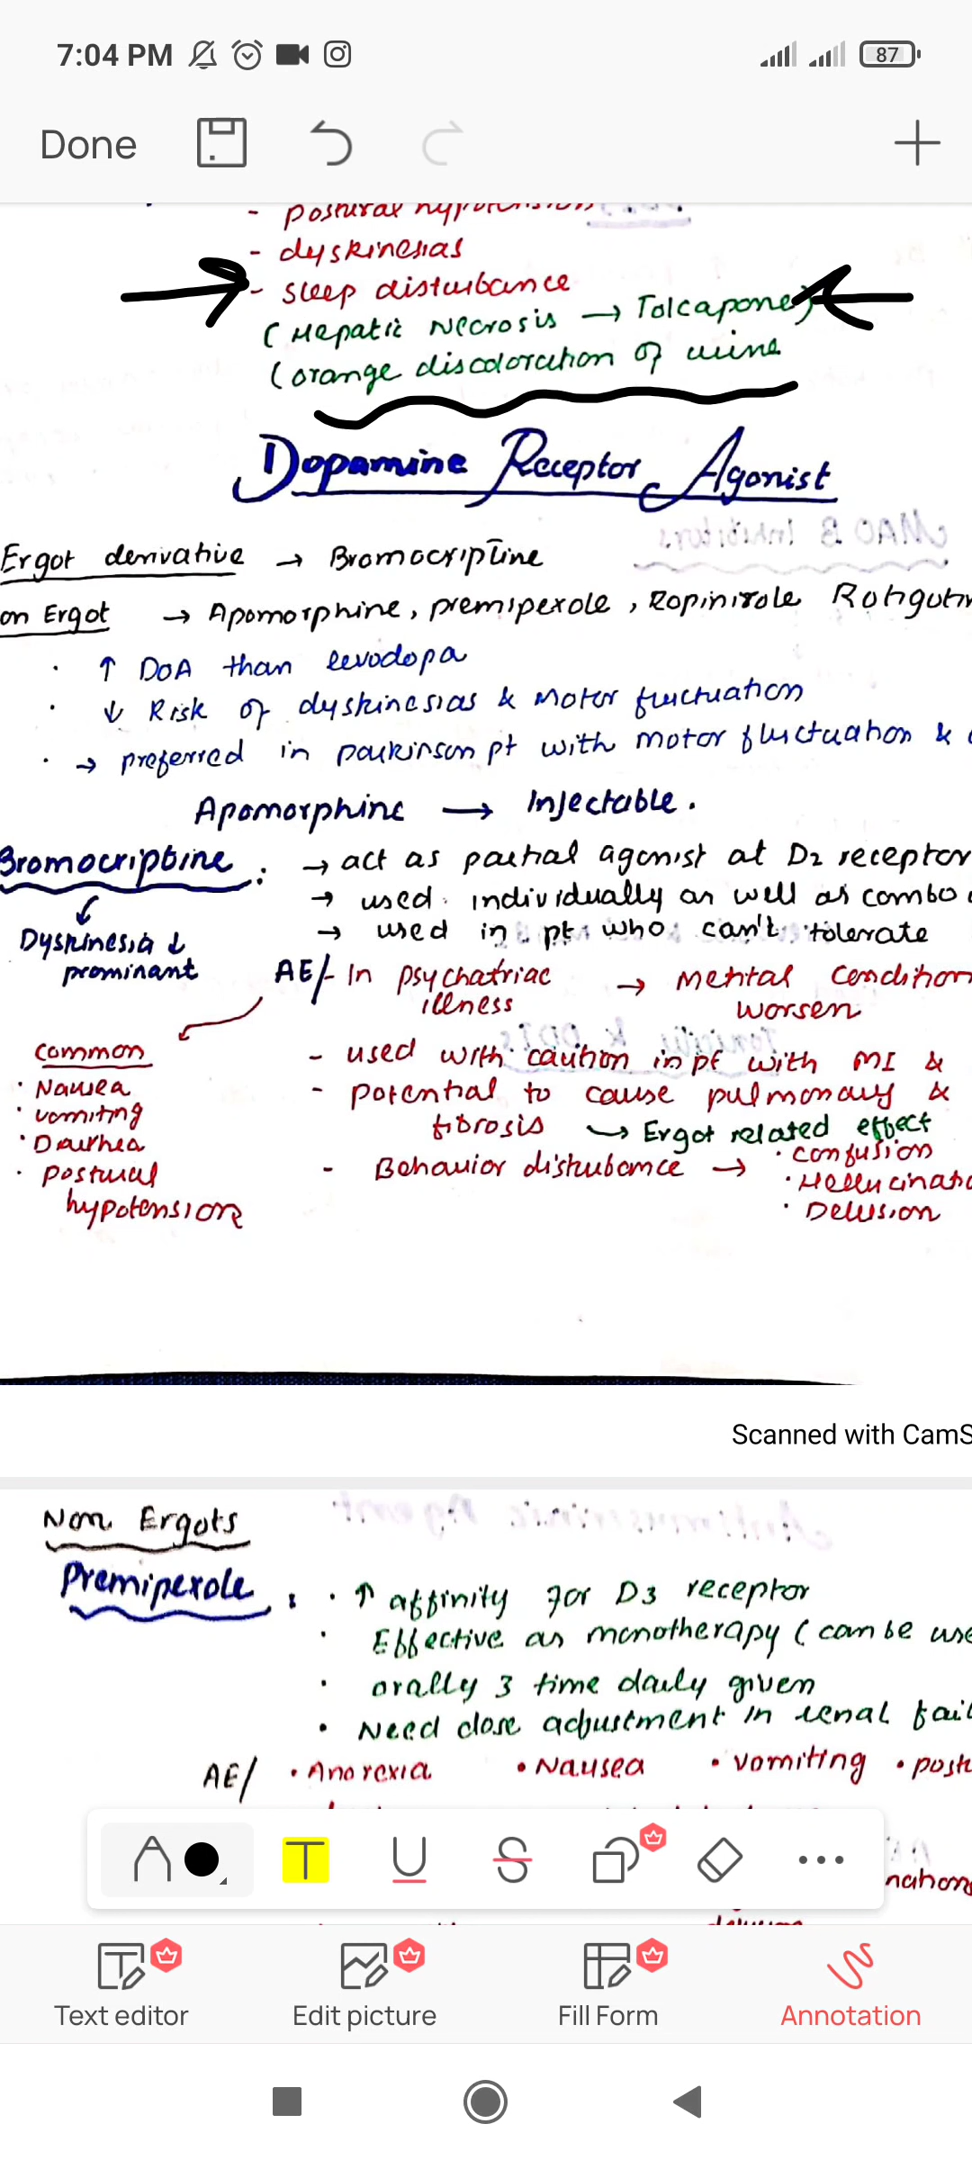 7:04 PM 87
Done
- postural hypotension
- dyskinesias
- sleep disturbance
( Hepatic Necrosis → Tolcapone)
( orange discoloration of urine
Dopamine Receptor Agonist
Ergot derivative → Bromocriptine
on Ergot → Apomorphine, premipexole, Ropinirole Rotigotin
· ↑ DOA than levodopa
· ↓ Risk of dyskinesias & Motor fluctuation
· → preferred in parkinson pt with motor fluctuation &
Apomorphine → Injectable.
Bromocriptine : → act as partial agonist at D2 receptor
→ used individually as well as combo
→ used in pt who can't tolerate
Dyskinesia ↓
prominant
AE/- In psychatriac → Mental Condition
illness worsen
Common
· Nausea
· vomiting
· Diarrhea
· Postural
hypotension
- used with caution in pt with MI &
- potential to cause pulmonary &
fibrosis → Ergot related effect
- Behavior disturbance → · confusion
· Hellucinatio
· Delusion
Scanned with CamS
Non Ergots
Premipexole : · ↑ affinity for D3 receptor
· Effective as monotherapy ( can be use
· orally 3 time daily given
· Need dose adjustment in renal fail
AE/ · Anorexia · Nausea · vomiting · post
nations
Text editor Edit picture Fill Form Annotation